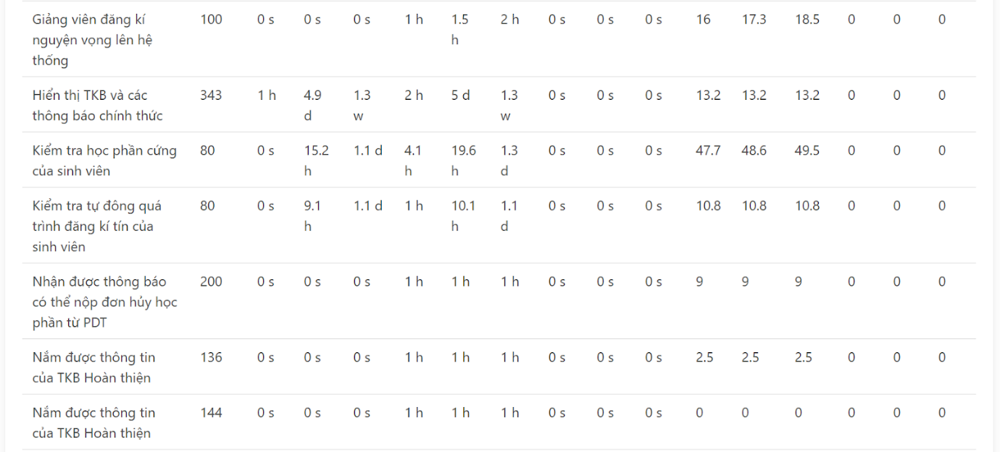 Giảng viên đăng kí 100 0 s 0 s 0 s 1 h 1.5 2 h 0 s 0 s 0 s 16 17.3 18.5 0 0 0
nguyện vọng lên hệ h
thống
Hiển thị TKB và các 343 1 h 4.9 1.3 2 h 5 d 1.3 0 s 0 s 0 s 13.2 13.2 13.2 0 0 0
thông báo chính thức d w w
Kiểm tra học phần cứng 80 0 s 15.2 1.1 d 4.1 19.6 1.3 0 s 0 s 0 s 47.7 48.6 49.5 0 0 0
của sinh viên h h h d
Kiểm tra tự đông quá 80 0 s 9.1 1.1 d 1 h 10.1 1.1 0 s 0 s 0 s 10.8 10.8 10.8 0 0 0
trình đăng kí tín của h h d
sinh viên
Nhận được thông báo 200 0 s 0 s 0 s 1 h 1 h 1 h 0 s 0 s 0 s 9 9 9 0 0 0
có thể nộp đơn hủy học
phần từ PDT
Nắm được thông tin 136 0 s 0 s 0 s 1 h 1 h 1 h 0 s 0 s 0 s 2.5 2.5 2.5 0 0 0
của TKB Hoàn thiện
Nắm được thông tin 144 0 s 0 s 0 s 1 h 1 h 1 h 0 s 0 s 0 s 0 0 0 0 0 0
của TKB Hoàn thiện